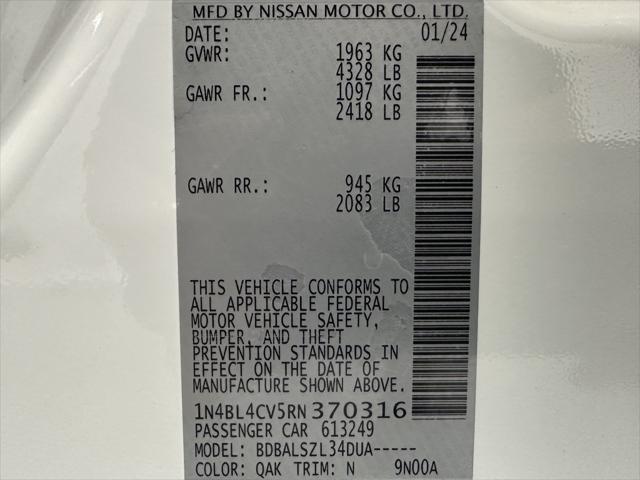 MFD BY NISSAN MOTOR CO., LTD.
DATE: 01/24
GVWR: 1963 KG
4328 LB
GAWR FR.: 1097 KG
2418 LB
GAWR RR.: 945 KG
2083 LB
THIS VEHICLE CONFORMS TO
ALL APPLICABLE FEDERAL
MOTOR VEHICLE SAFETY,
BUMPER, AND THEFT
PREVENTION STANDARDS IN
EFFECT ON THE DATE OF
MANUFACTURE SHOWN ABOVE.
1N4BL4CV5RN370316
PASSENGER CAR 613249
MODEL: BDBALSZL34DUA-----
COLOR: QAK TRIM: N 9N00A